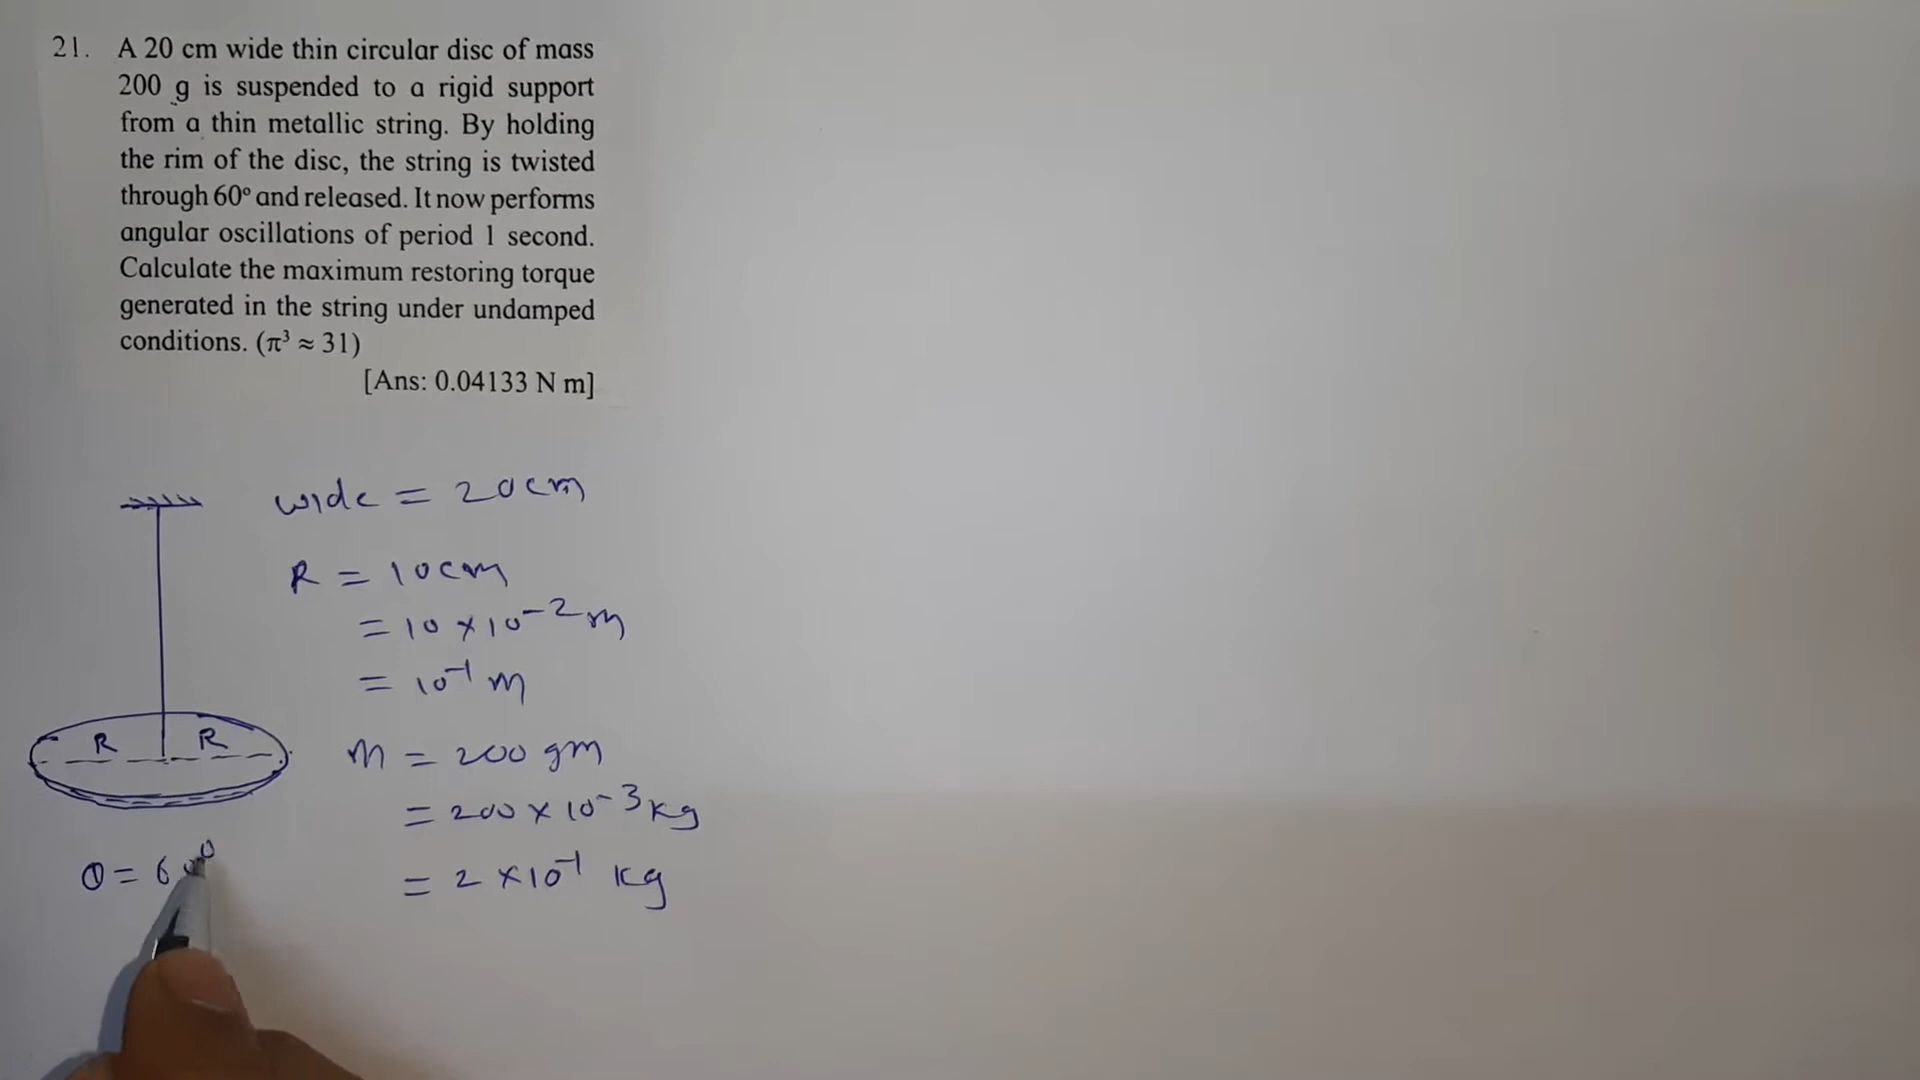 21. A 20 cm wide thin circular disc of mass
200 g is suspended to a rigid support
from a thin metallic string. By holding
the rim of the disc, the string is twisted
through 60° and released. It now performs
angular oscillations of period 1 second.
Calculate the maximum restoring torque
generated in the string under undamped
conditions. (π³ ≈ 31)
[Ans: 0.04133 N m]
wide = 20cm
R = 10cm
= 10 × 10⁻² m
= 10⁻¹ m
R R
m = 200 gm
= 200 × 10⁻³ kg
= 2 × 10⁻¹ kg
θ = 60°